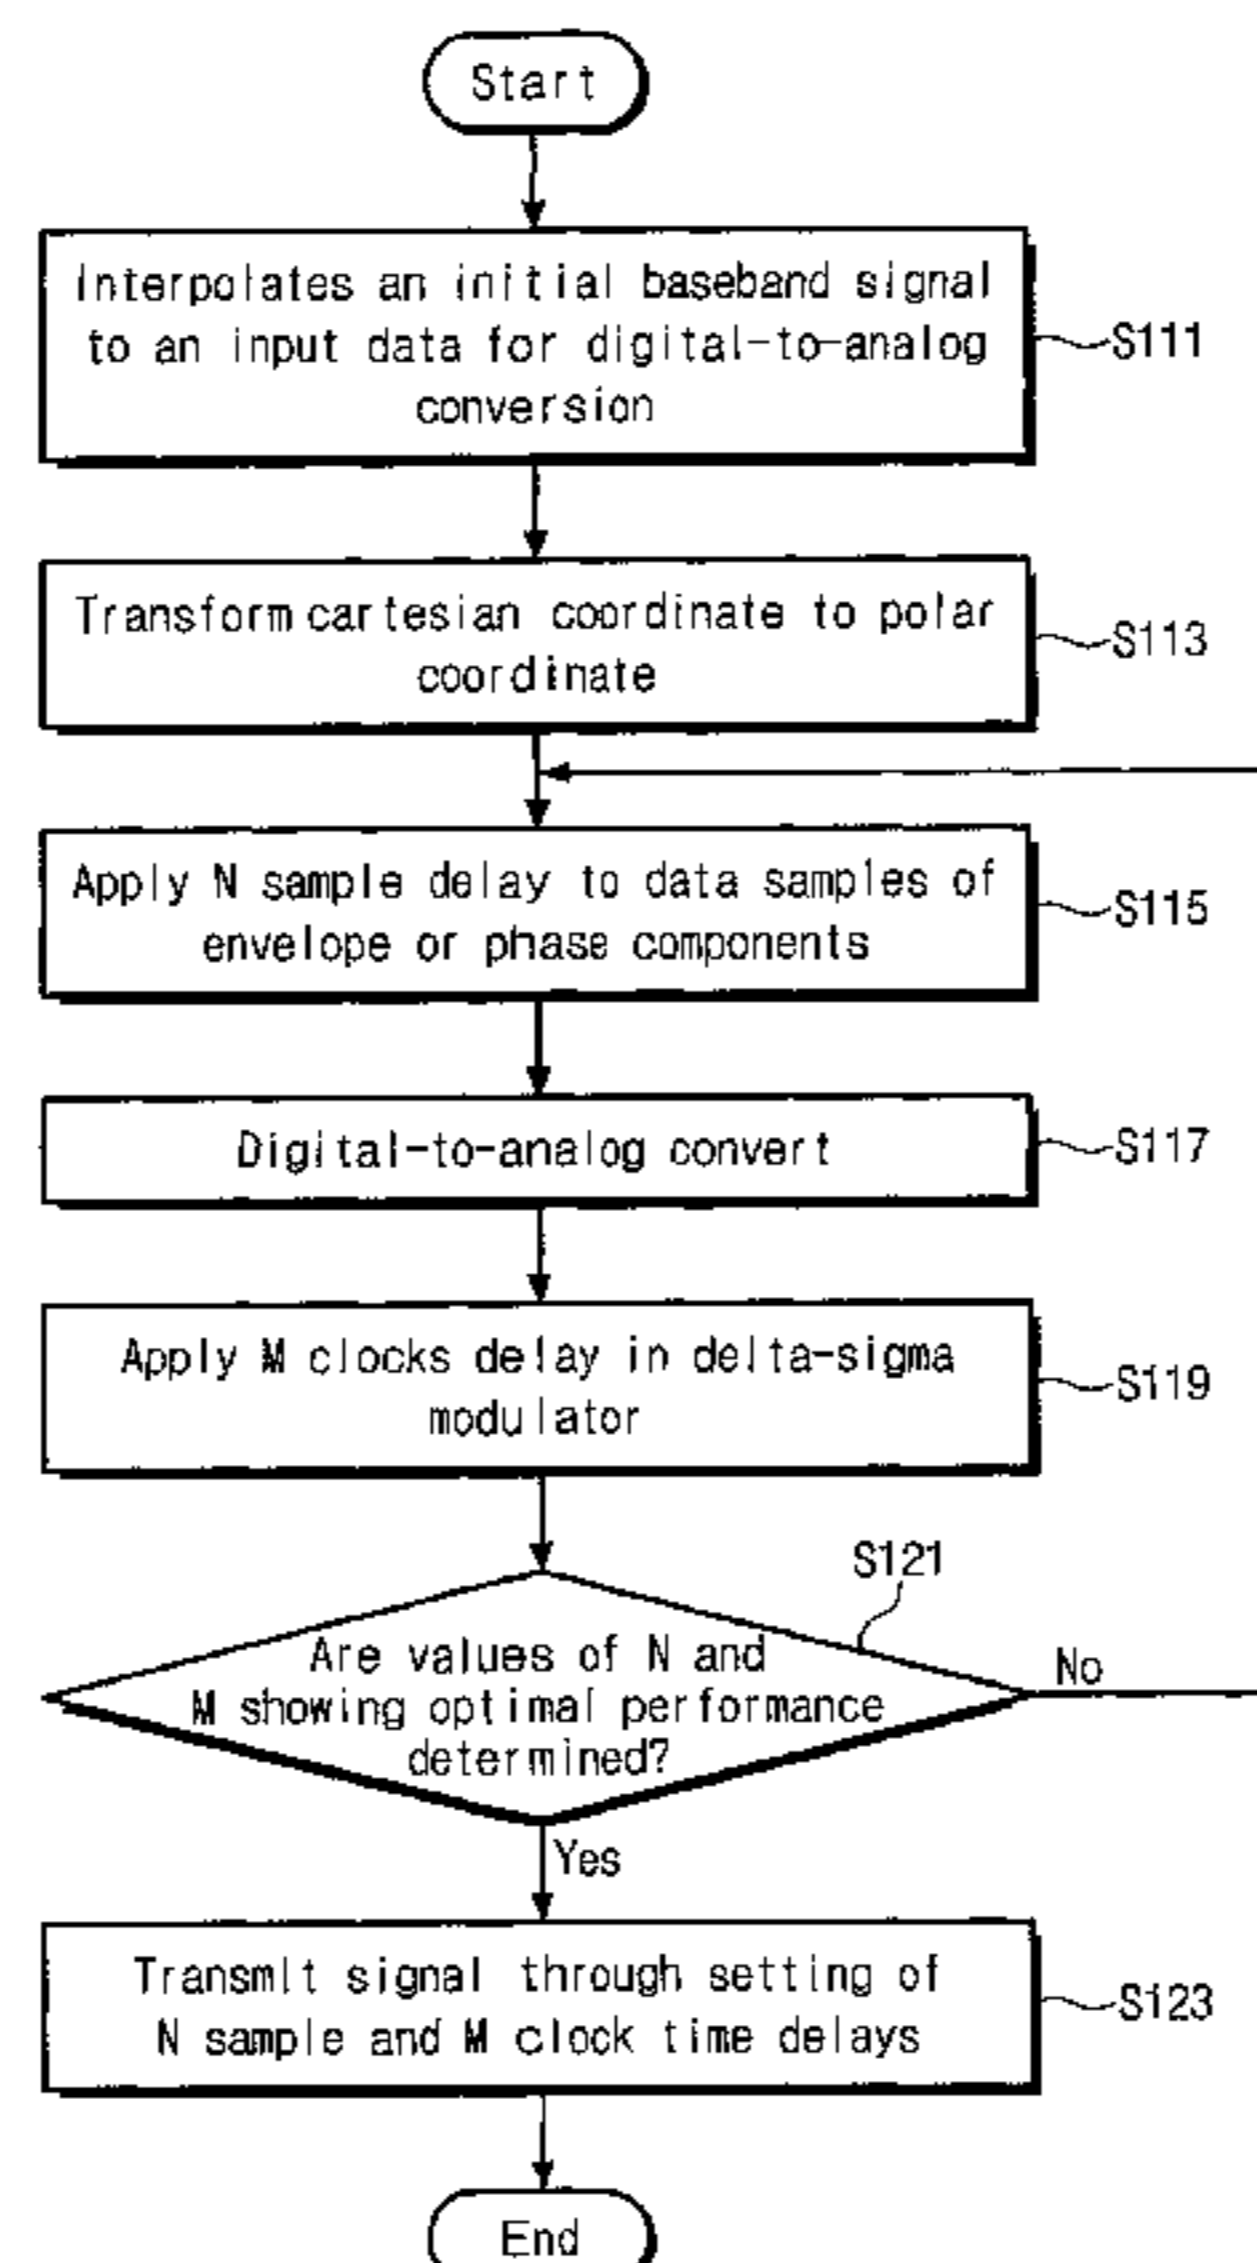 Start
Interpolates an initial baseband signal
to an input data for digital-to-analog
conversion
S111
Transform cartesian coordinate to polar
coordinate
S113
Apply N sample delay to data samples of
envelope or phase components
S115
Digital-to-analog convert
S117
Apply M clocks delay in delta-sigma
modulator
S119
S121
Are values of N and
M showing optimal performance
determined?
No
Yes
Transmit signal through setting of
N sample and M clock time delays
S123
End